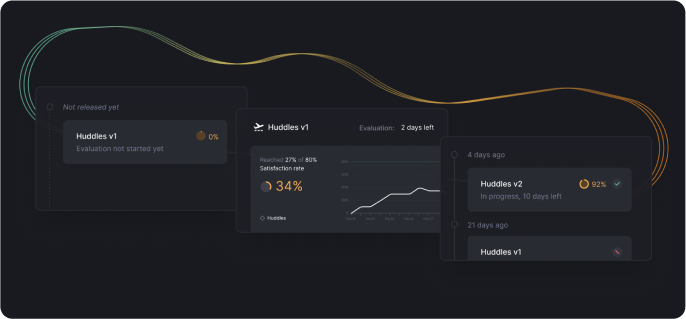 Not released yet
Huddles v1
0%
Evaluation not started yet
Huddles v1
Evaluation:
2 days left
Reached 27% of 80%
Satisfaction rate
34%
Huddles
4 days ago
Huddles v2
92%
In progress, 10 days left
21 days ago
Huddles v1